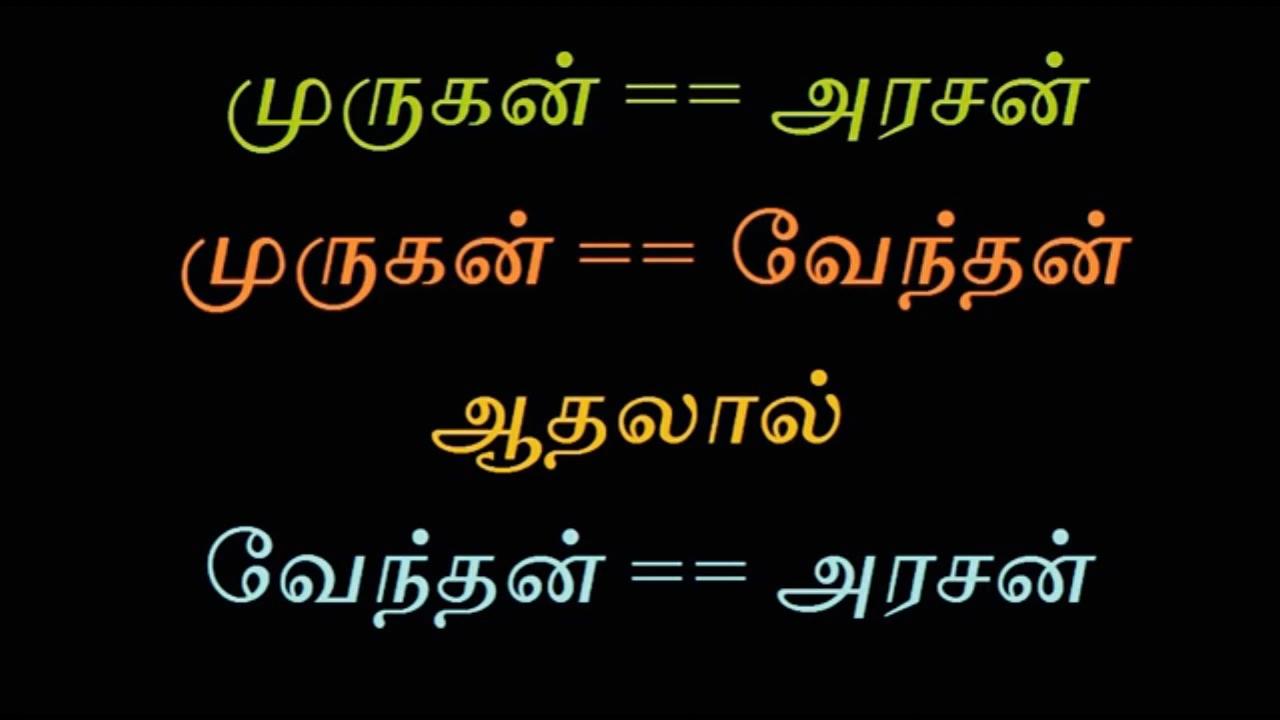 முருகன் == அரசன்
முருகன் == வேந்தன்
ஆதலால்
வேந்தன் == அரசன்